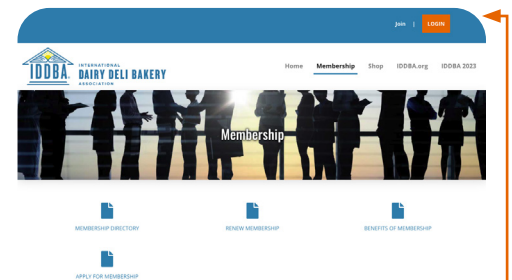 Join | LOGIN
IDDBA INTERNATIONAL
DAIRY DELI BAKERY
ASSOCIATION
Home Membership Shop IDDBA.org IDDBA 2023
Membership
MEMBERSHIP DIRECTORY RENEW MEMBERSHIP BENEFITS OF MEMBERSHIP
APPLY FOR MEMBERSHIP